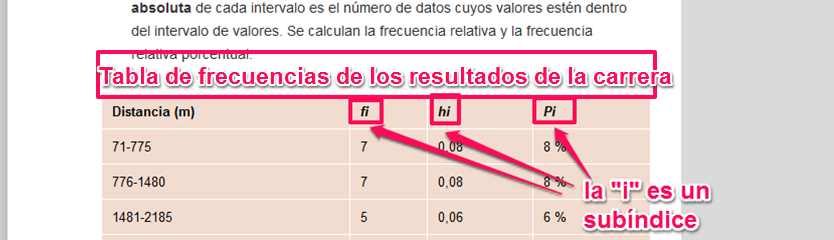 absoluta de cada intervalo es el número de datos cuyos valores estén dentro
del intervalo de valores. Se calculan la frecuencia relativa y la frecuencia
relativa porcentual.
Tabla de frecuencias de los resultados de la carrera
Distancia (m) fi hi Pi
71-775 7 0,08 8 %
776-1480 7 0,08 8 %
1481-2185 5 0,06 6 %
la "i" es un
subíndice